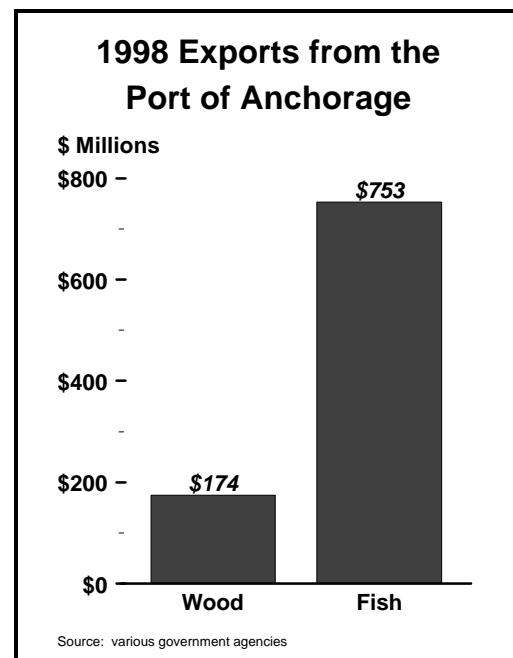 1998 Exports from the
Port of Anchorage
$ Millions
$800
$753
$600
$400
$200
$174
$0
Wood Fish
Source: various government agencies